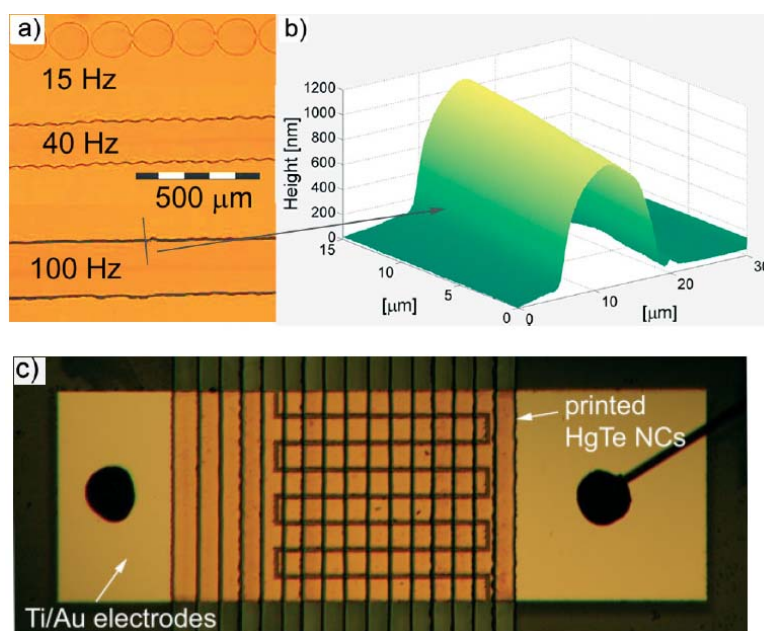 a)
15 Hz
40 Hz
500 μm
100 Hz
b)
Height [nm]
1200
1000
800
600
400
200
0
15
10
5
0
[μm]
0
10
20
30
[μm]
c)
printed
HgTe NCs
Ti/Au electrodes